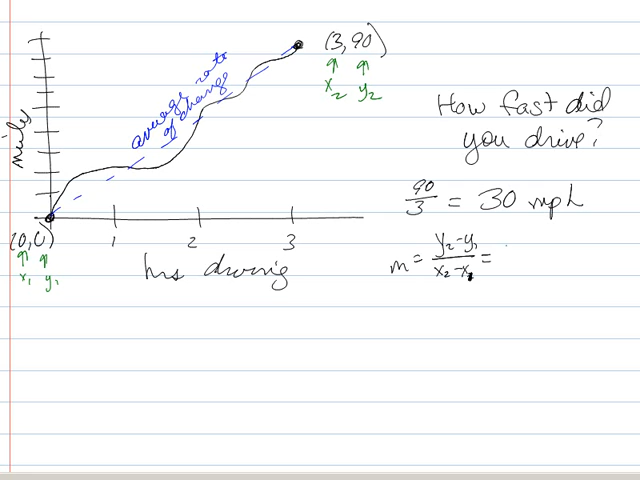 (3, 90)
x₂ y₂
average rate
of change
miles
How fast did
you drive?
90/3 = 30 mph
(0, 0)
x₁ y₁
1 2 3
hrs driving
m = y₂-y₁/x₂-x₁ =